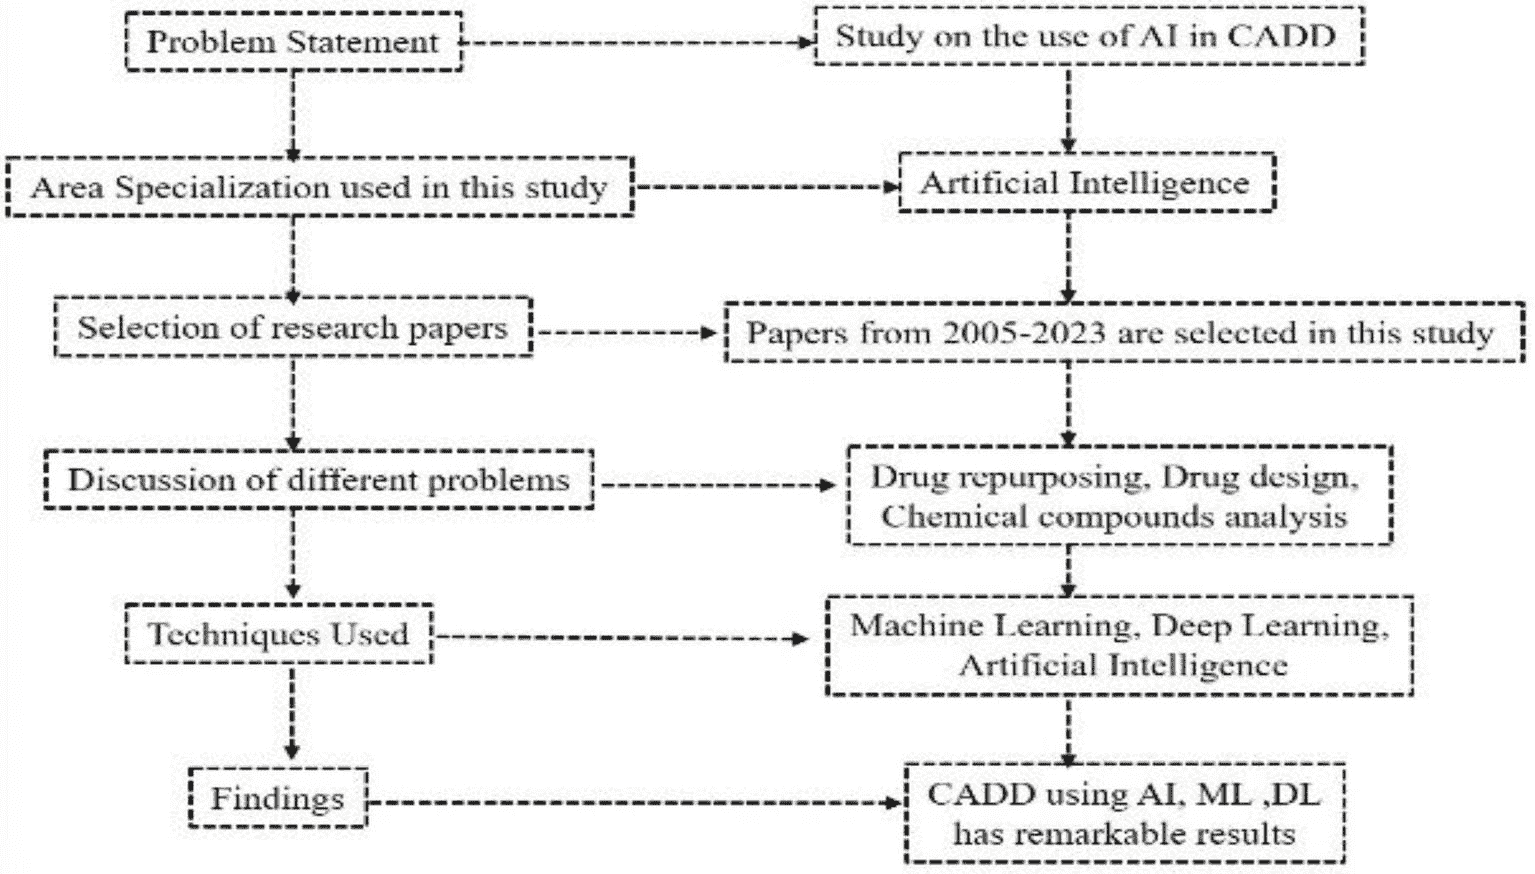 Problem Statement
Study on the use of AI in CADD
Area Specialization used in this study
Artificial Intelligence
Selection of research papers
Papers from 2005-2023 are selected in this study
Discussion of different problems
Drug repurposing, Drug design,
Chemical compounds analysis
Techniques Used
Machine Learning, Deep Learning,
Artificial Intelligence
Findings
CADD using AI, ML ,DL
has remarkable results